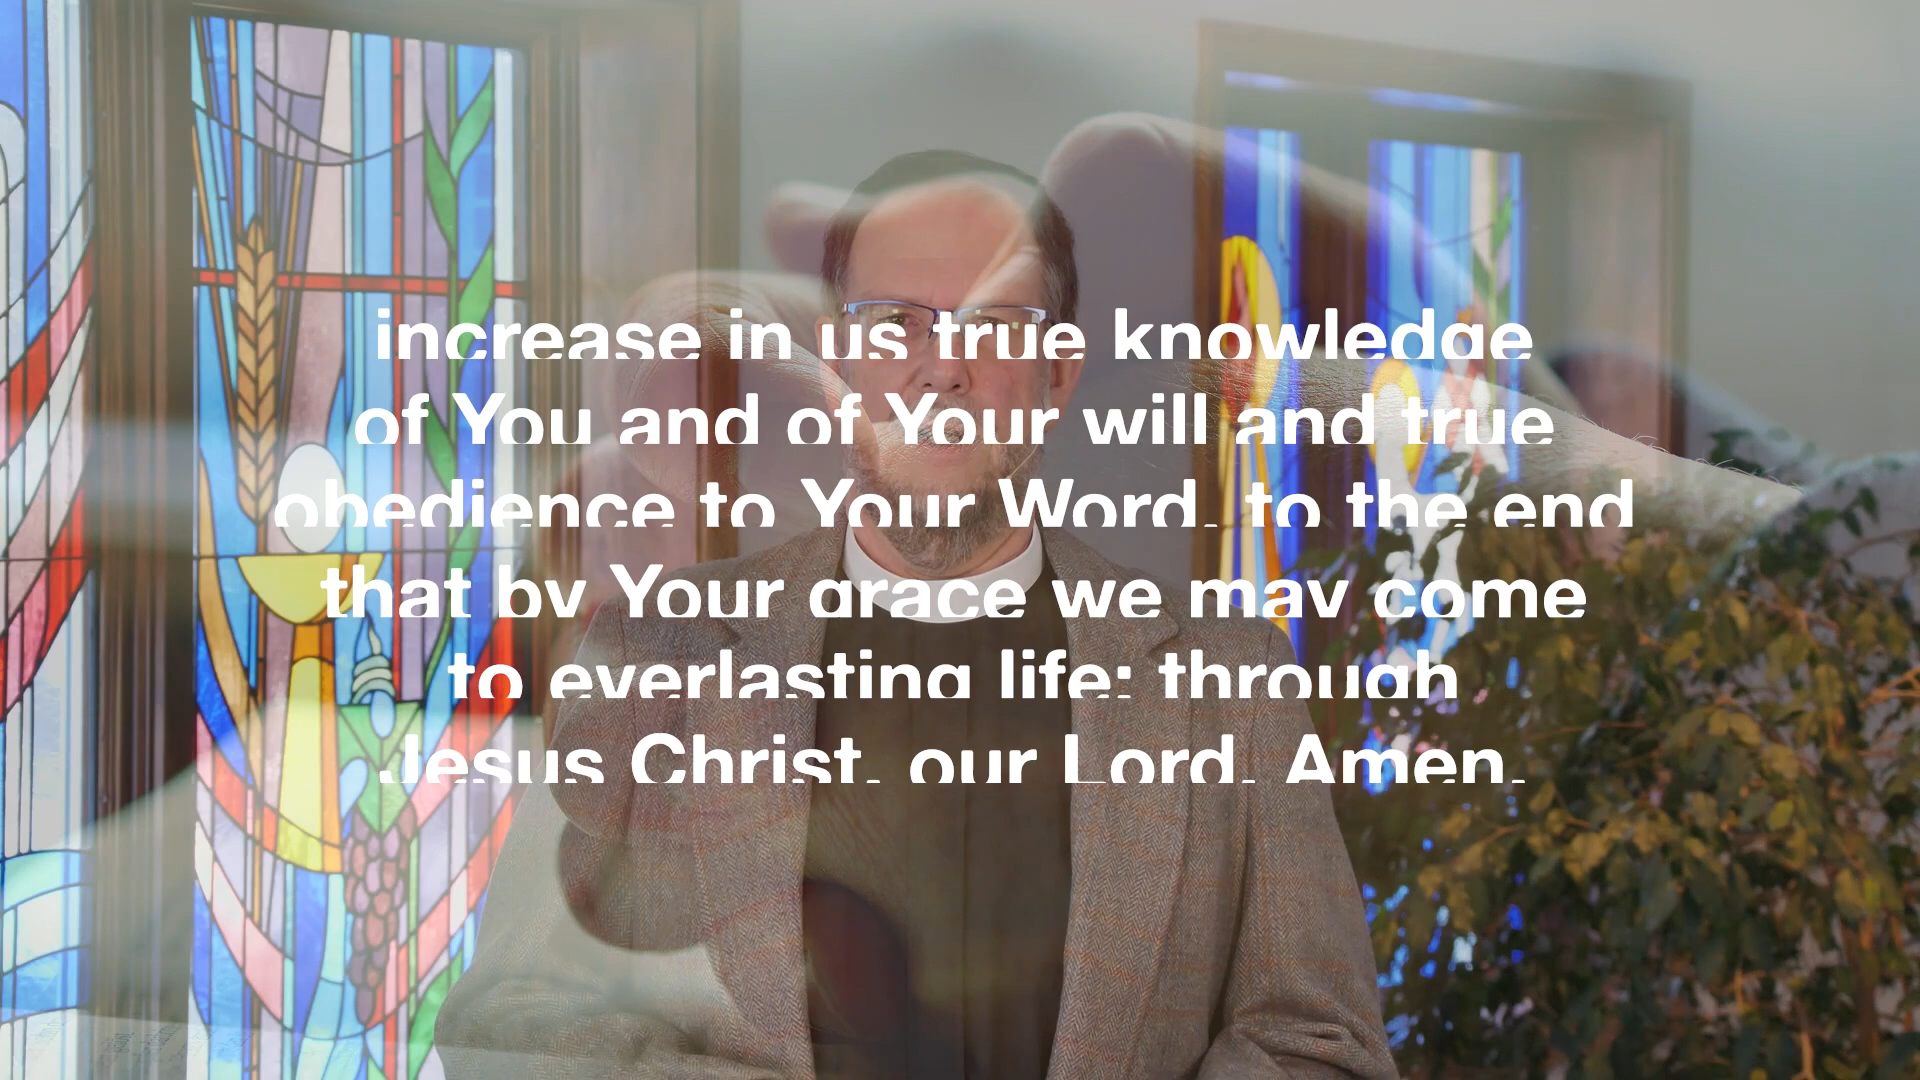 increase in us true knowledge
of You and of Your will and true
obedience to Your Word, to the end
that by Your grace we may come
to everlasting life; through
Jesus Christ, our Lord. Amen.